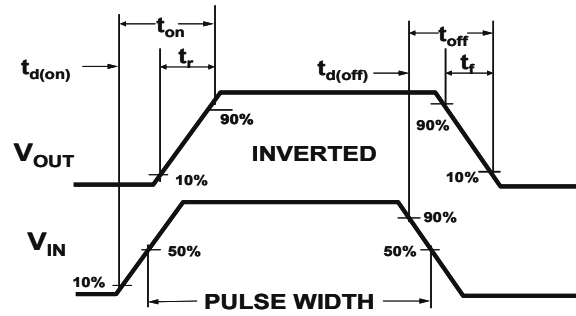 t_on
t_off
t_d(on)
t_r
t_d(off)
t_f
90%
90%
V_OUT
INVERTED
10%
10%
90%
V_IN
50%
50%
10%
PULSE WIDTH